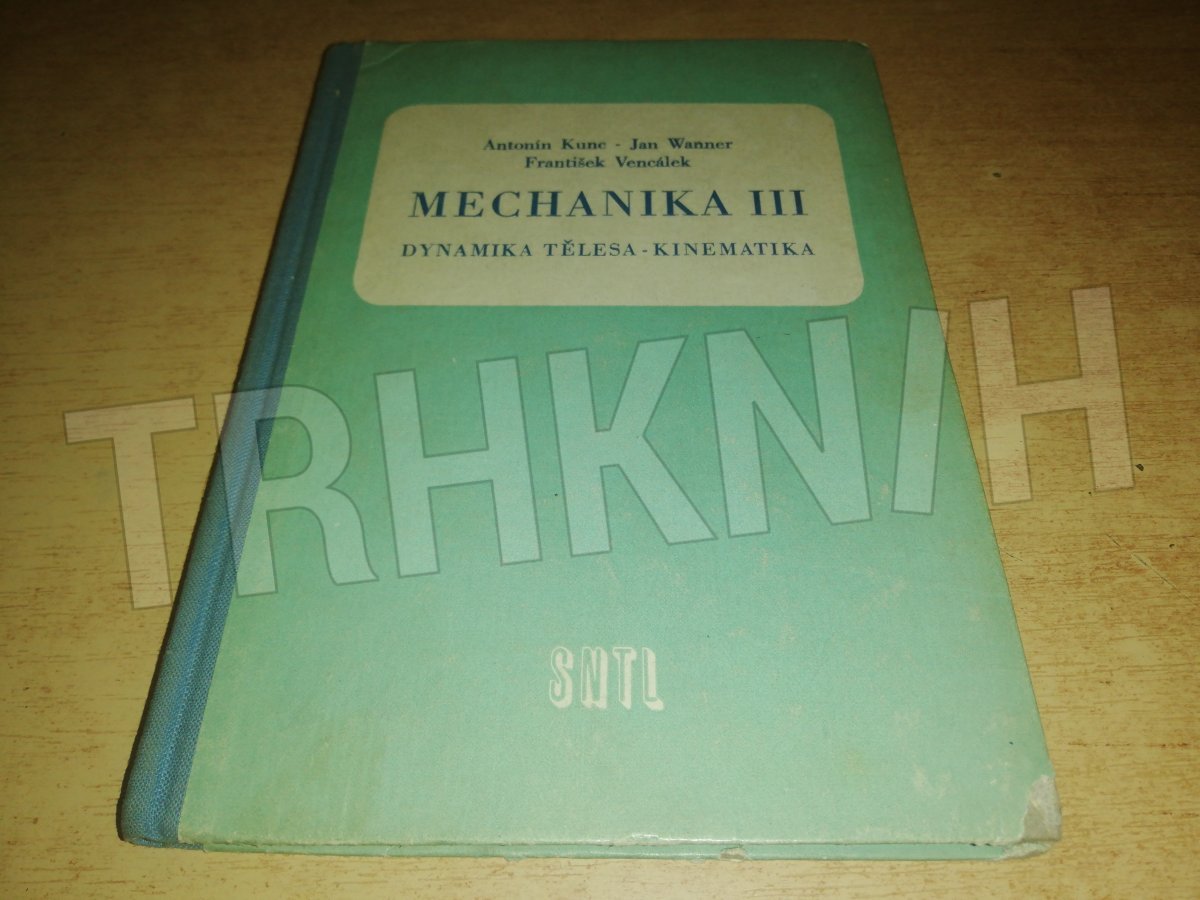 Antonín Kunc - Jan Wanner
František Vencálek
MECHANIKA III
DYNAMIKA TĚLESA - KINEMATIKA
TRHKNIH
SNTL